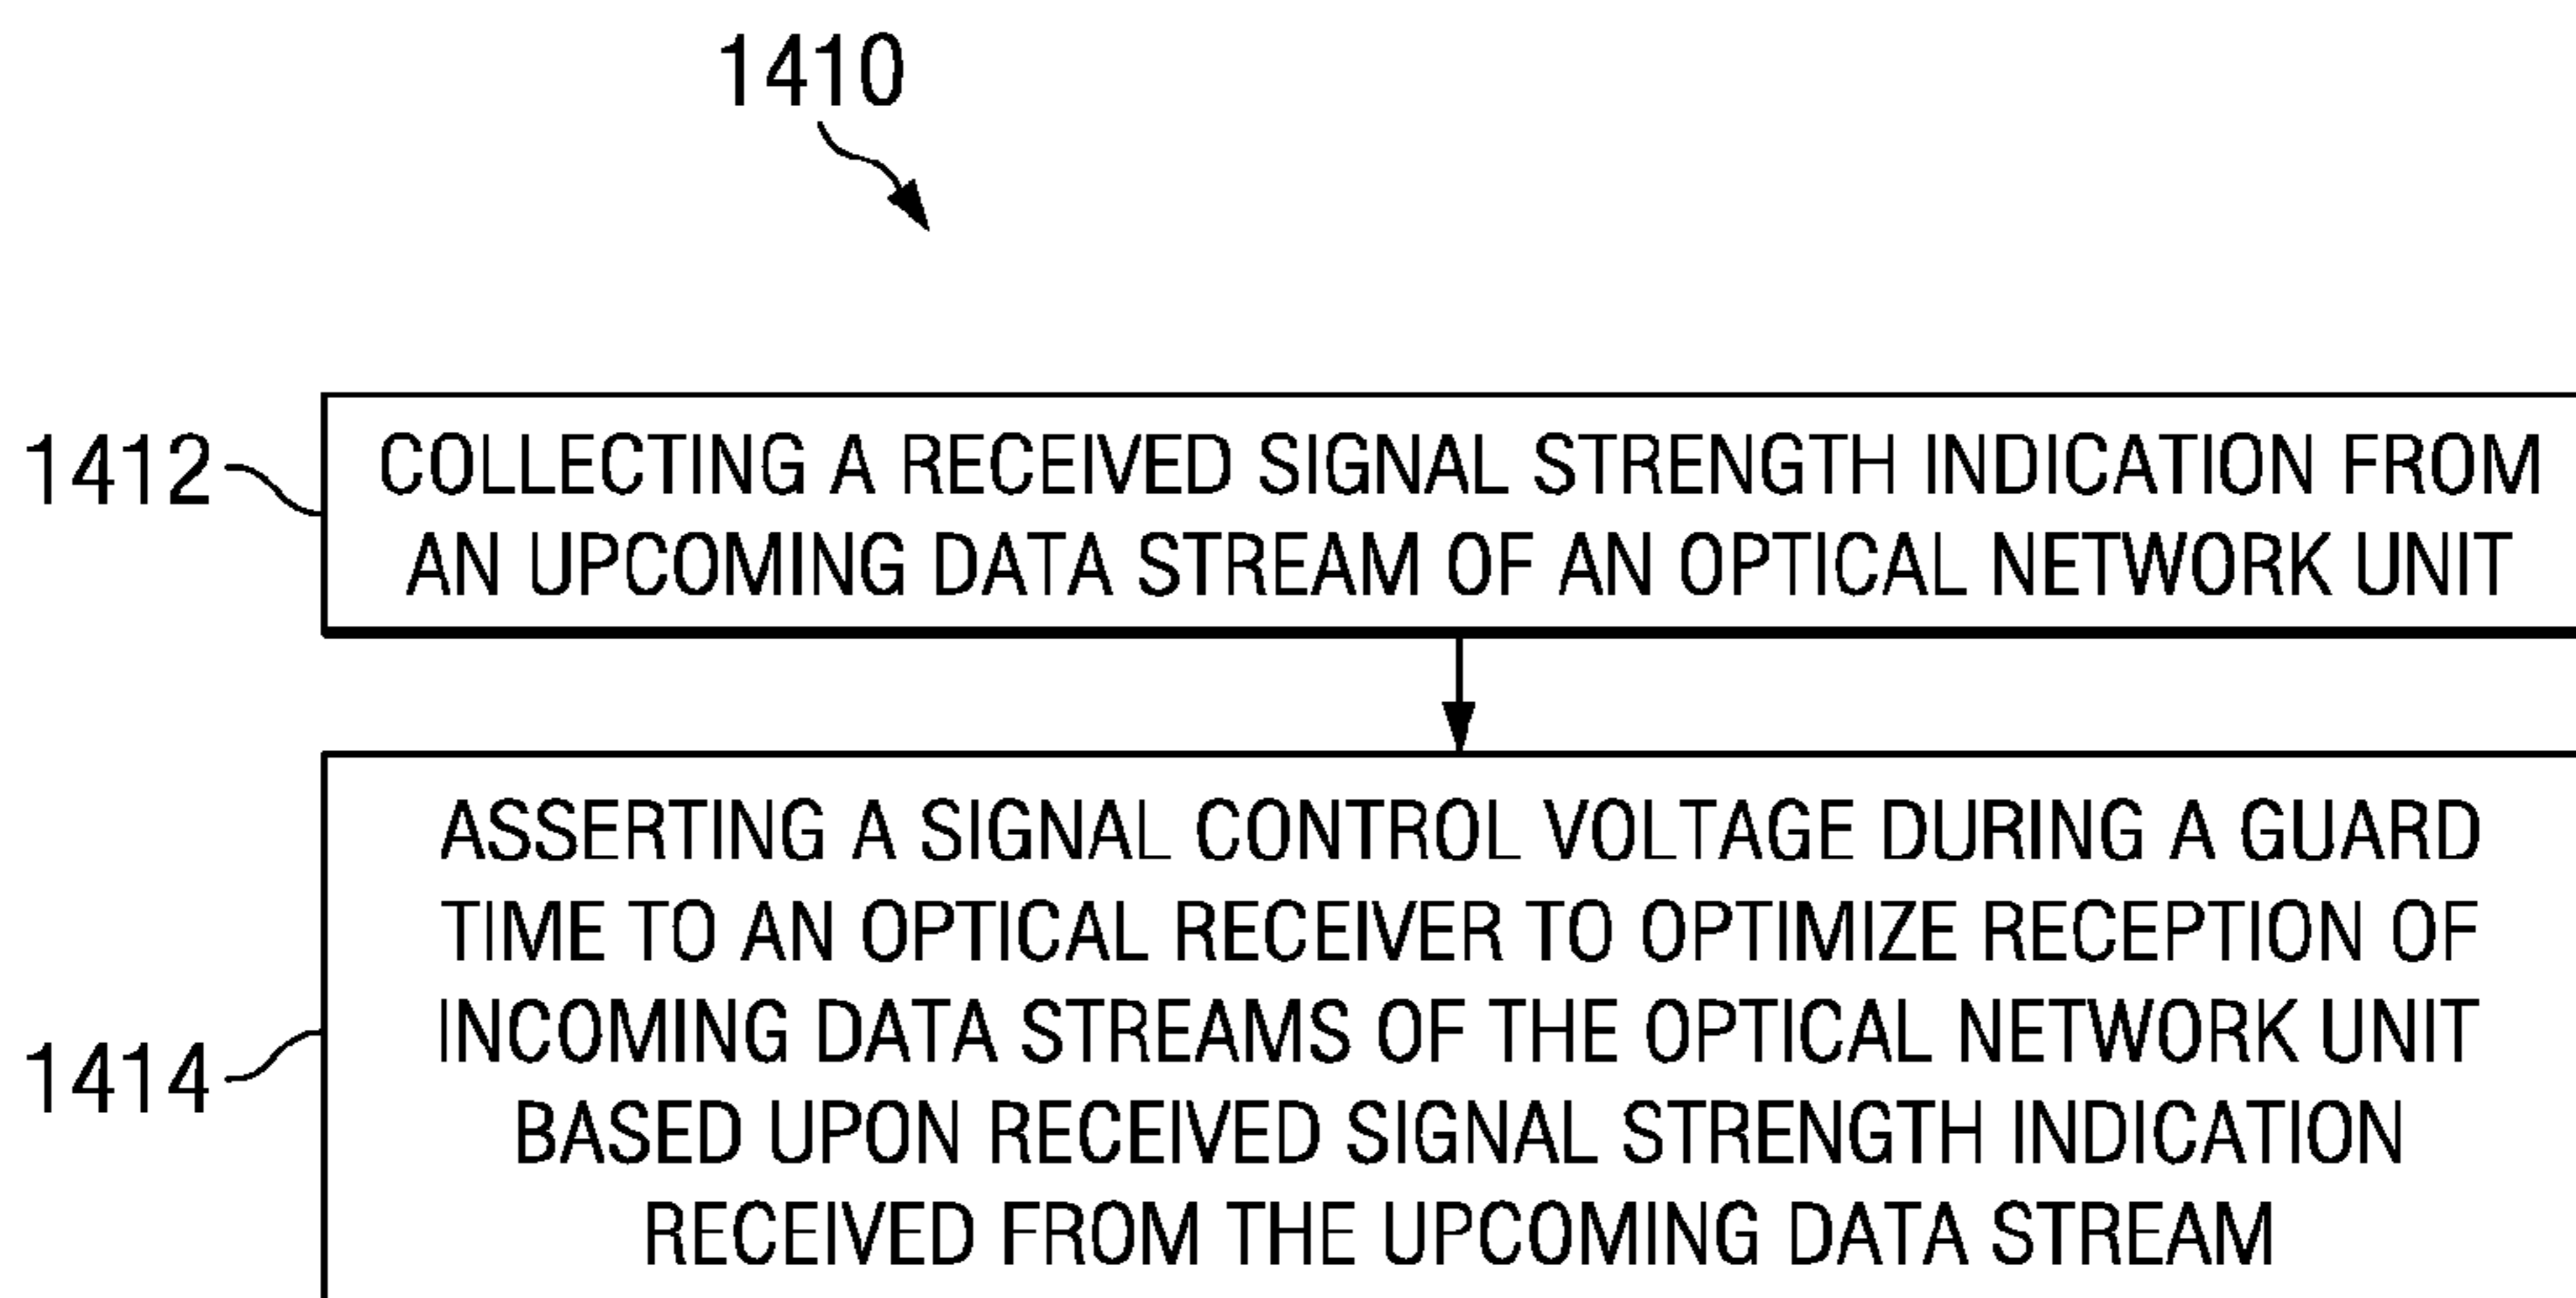 1410
1412
COLLECTING A RECEIVED SIGNAL STRENGTH INDICATION FROM
AN UPCOMING DATA STREAM OF AN OPTICAL NETWORK UNIT
1414
ASSERTING A SIGNAL CONTROL VOLTAGE DURING A GUARD
TIME TO AN OPTICAL RECEIVER TO OPTIMIZE RECEPTION OF
INCOMING DATA STREAMS OF THE OPTICAL NETWORK UNIT
BASED UPON RECEIVED SIGNAL STRENGTH INDICATION
RECEIVED FROM THE UPCOMING DATA STREAM